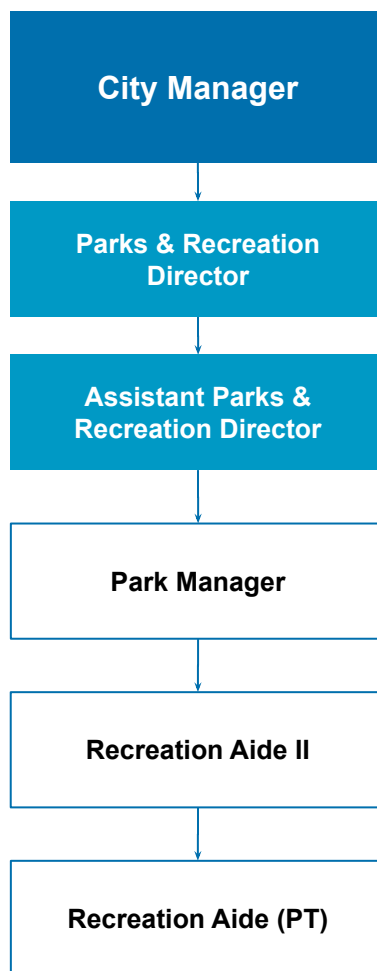 City Manager
Parks & Recreation
Director
Assistant Parks &
Recreation Director
Park Manager
Recreation Aide II
Recreation Aide (PT)